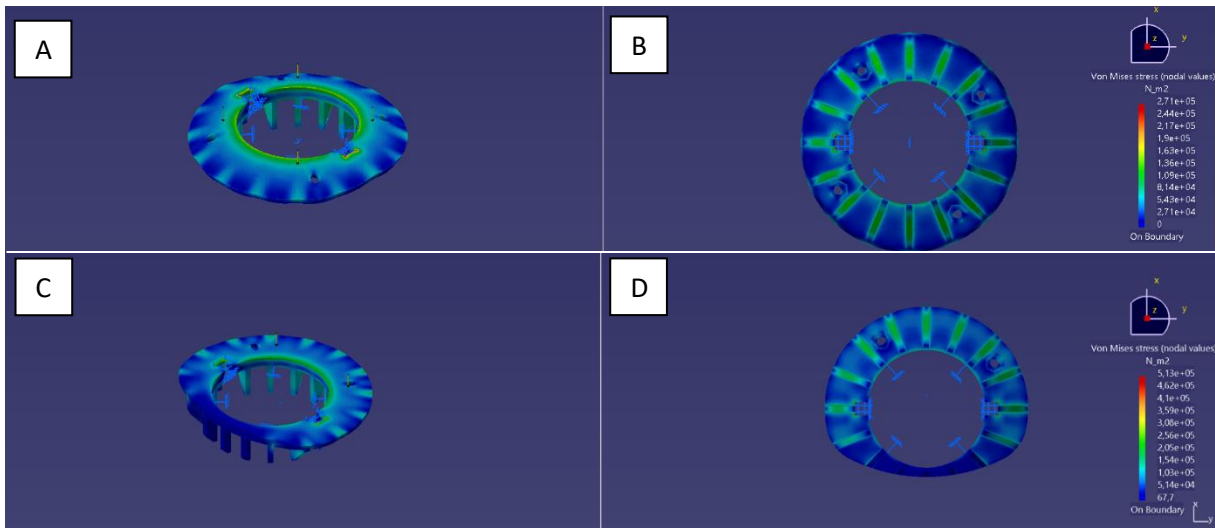 A
B
x
z
y
Von Mises stress (nodal values)
N_m2
2,71e+05
2,44e+05
2,17e+05
1,9e+05
1,63e+05
1,36e+05
1,09e+05
8,14e+04
5,43e+04
2,71e+04
0
On Boundary
C
D
x
z
y
Von Mises stress (nodal values)
N_m2
5,13e+05
4,62e+05
4,1e+05
3,59e+05
3,08e+05
2,56e+05
2,05e+05
1,54e+05
1,03e+05
5,14e+04
67,7
On Boundary
x
y